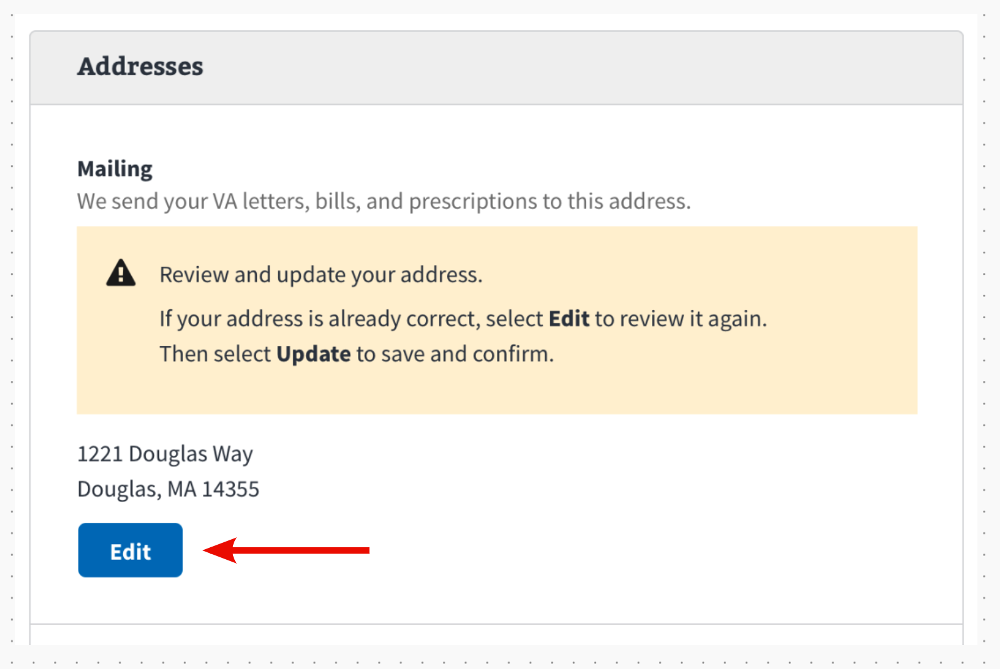 Addresses
Mailing
We send your VA letters, bills, and prescriptions to this address.
Review and update your address.
If your address is already correct, select Edit to review it again.
Then select Update to save and confirm.
1221 Douglas Way
Douglas, MA 14355
Edit